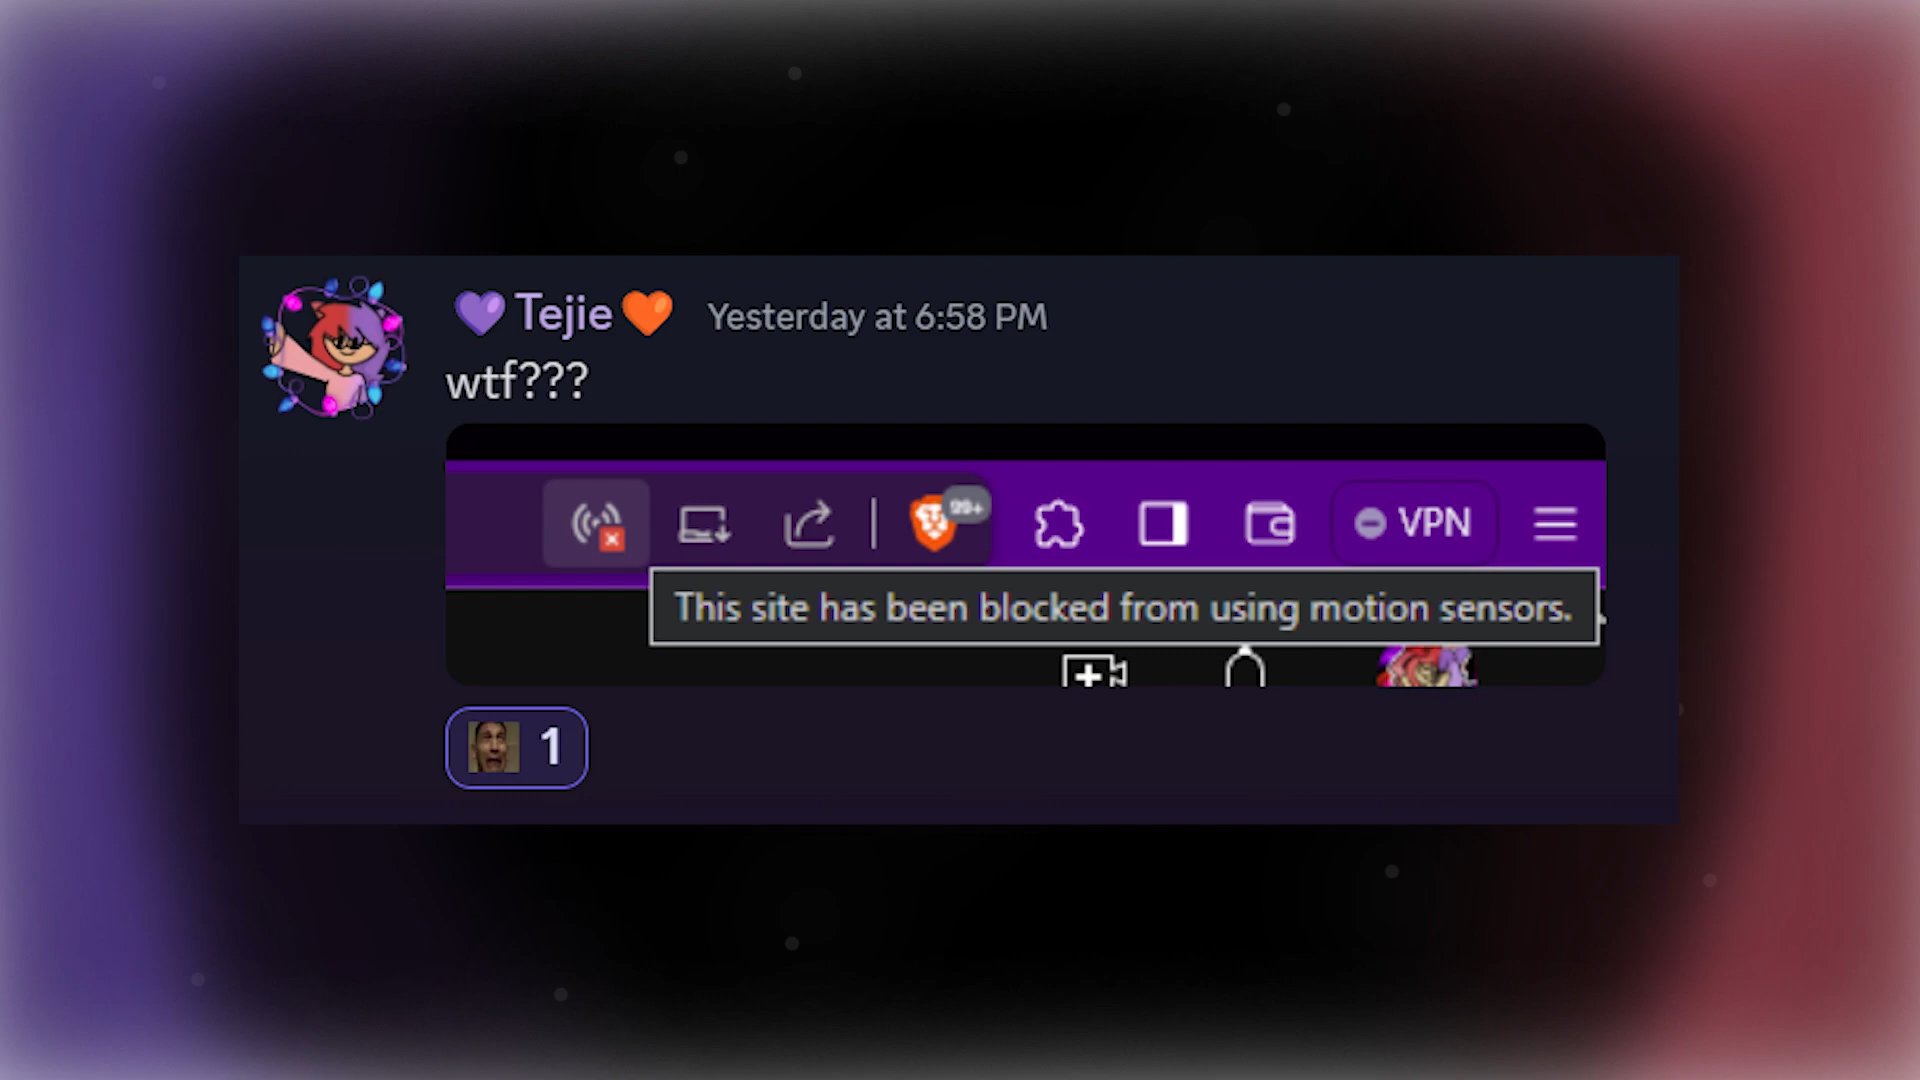 💜 Tejie 🧡 Yesterday at 6:58 PM
wtf???
99+
VPN
This site has been blocked from using motion sensors.
1